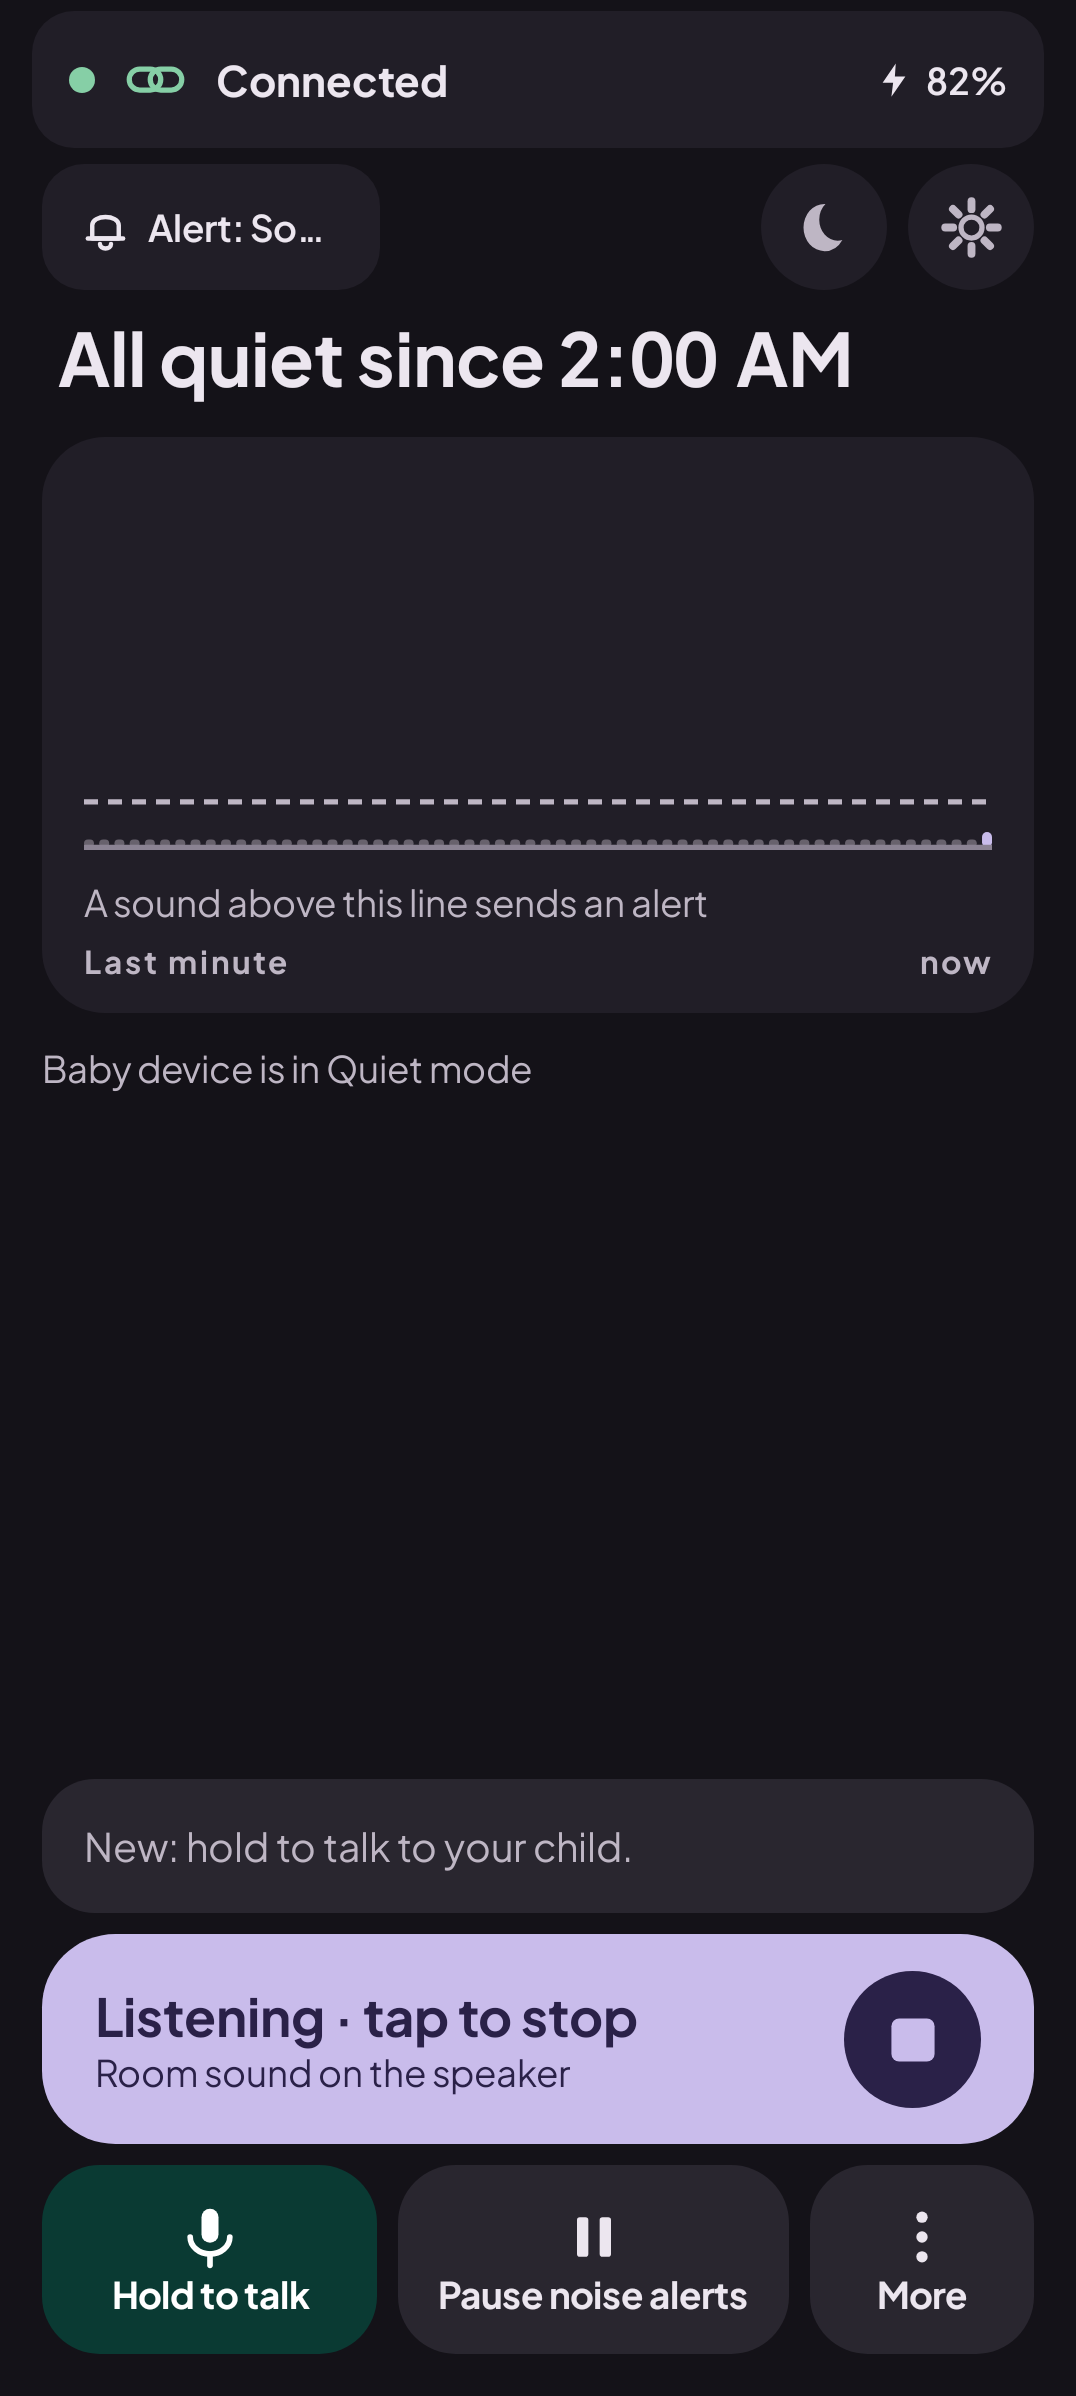 Connected
82%
Alert: So...
All quiet since 2:00 AM
A sound above this line sends an alert
Last minute
now
Baby device is in Quiet mode
New: hold to talk to your child.
Listening · tap to stop
Room sound on the speaker
Hold to talk
Pause noise alerts
More